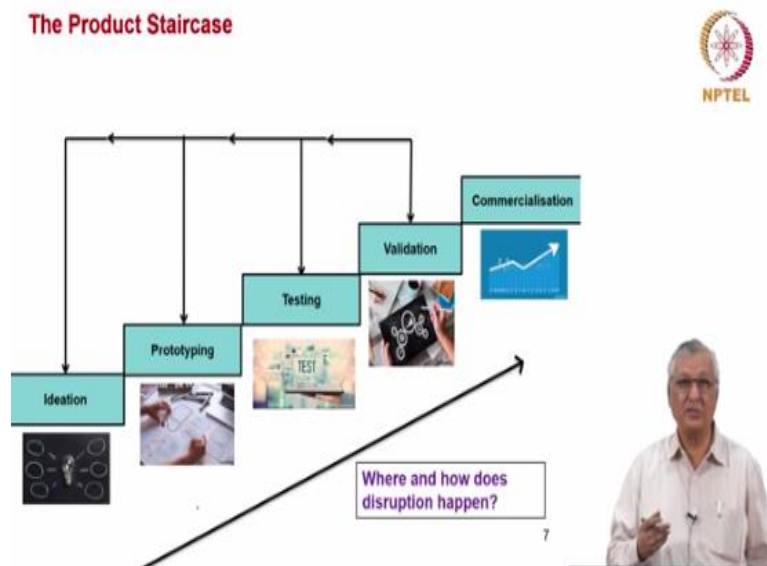 The Product Staircase
NPTEL
Commercialisation
Validation
Testing
Prototyping
TEST
Ideation
Where and how does
disruption happen?
7